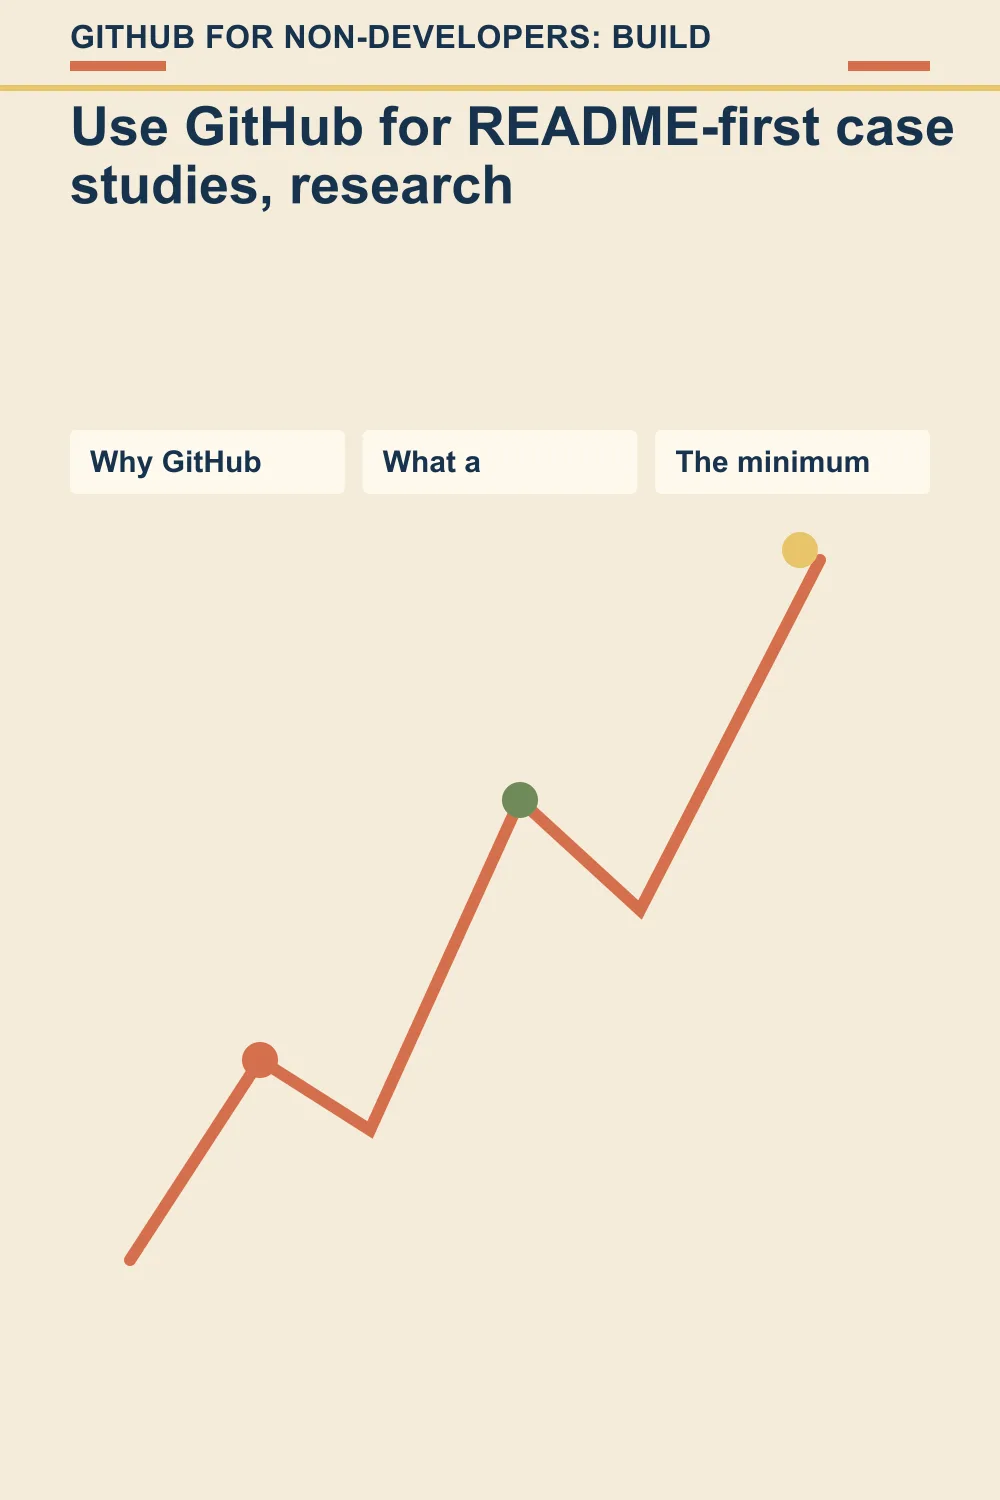 GITHUB FOR NON-DEVELOPERS: BUILD
Use GitHub for README-first case
studies, research
Why GitHub
What a
The minimum